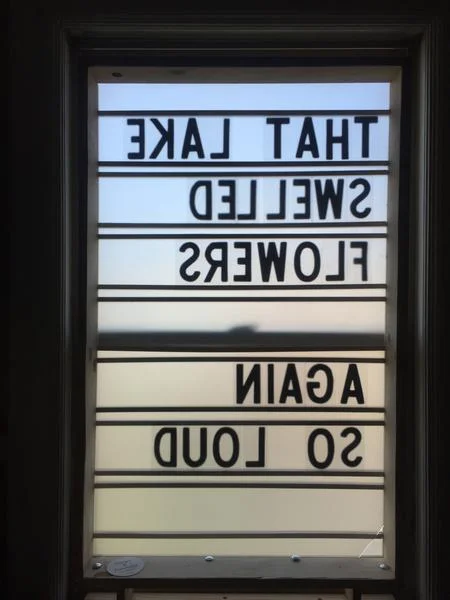 THAT LAKE
SWELLED
FLOWERS
AGAIN
SO LOUD